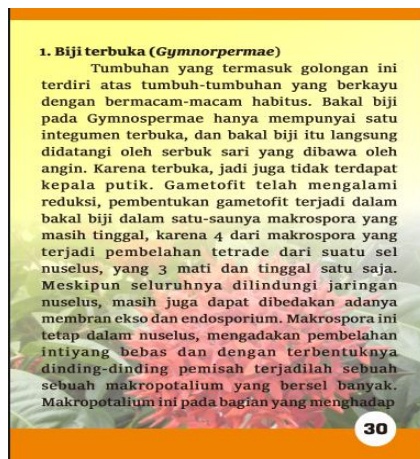 1. Biji terbuka (Gymnorpermae)
Tumbuhan yang termasuk golongan ini
terdiri atas tumbuh-tumbuhan yang berkayu
dengan bermacam-macam habitus. Bakal biji
pada Gymnospermae hanya mempunyai satu
integumen terbuka, dan bakal biji itu langsung
didatangi oleh serbuk sari yang dibawa oleh
angin. Karena terbuka, jadi juga tidak terdapat
kepala putik. Gametofit telah mengalami
reduksi, pembentukan gametofit terjadi dalam
bakal biji dalam satu-saunya makrospora yang
masih tinggal, karena 4 dari makrospora yang
terjadi pembelahan tetrade dari suatu sel
nuselus, yang 3 mati dan tinggal satu saja.
Meskipun seluruhnya dilindungi jaringan
nuselus, masih juga dapat dibedakan adanya
membran ekso dan endosporium. Makrospora ini
tetap dalam nuselus, mengadakan pembelahan
intiyang bebas dan dengan terbentuknya
dinding-dinding pemisah terjadilah sebuah
sebuah makropotalium yang bersel banyak.
Makropotalium ini pada bagian yang menghadap
30